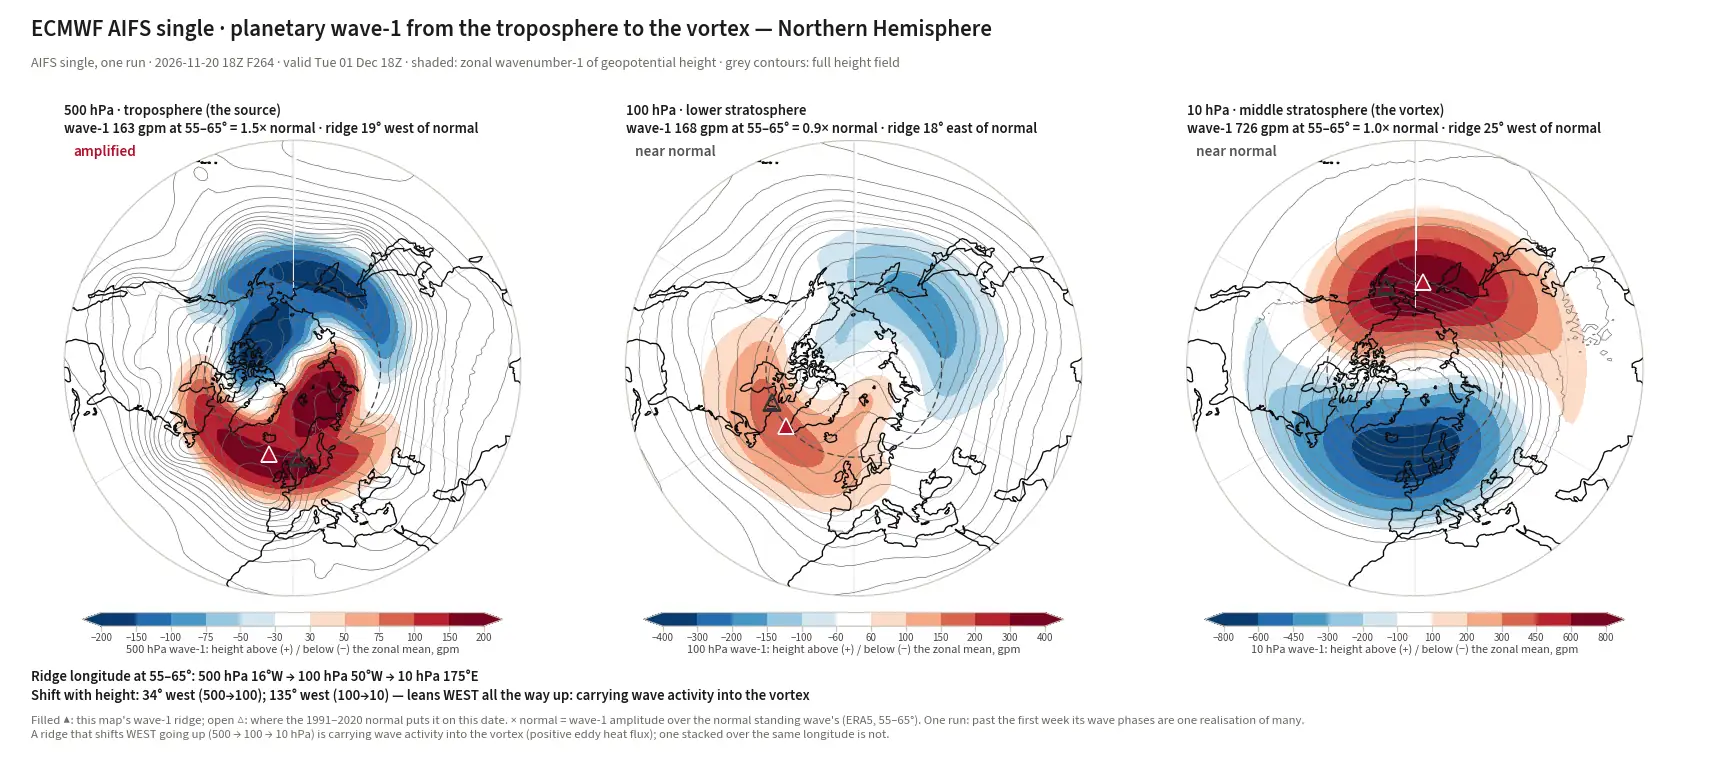 ECMWF AIFS single · planetary wave-1 from the troposphere to the vortex — Northern Hemisphere
AIFS single, one run · 2026-11-20 18Z F264 · valid Tue 01 Dec 18Z · shaded: zonal wavenumber-1 of geopotential height · grey contours: full height field
500 hPa · troposphere (the source)
wave-1 163 gpm at 55–65° = 1.5× normal · ridge 19° west of normal
amplified
100 hPa · lower stratosphere
wave-1 168 gpm at 55–65° = 0.9× normal · ridge 18° east of normal
near normal
10 hPa · middle stratosphere (the vortex)
wave-1 726 gpm at 55–65° = 1.0× normal · ridge 25° west of normal
near normal
−200 −150 −100 −75 −50 −30 30 50 75 100 150 200
500 hPa wave-1: height above (+) / below (−) the zonal mean, gpm
−400 −300 −200 −150 −100 −60 60 100 150 200 300 400
100 hPa wave-1: height above (+) / below (−) the zonal mean, gpm
−800 −600 −450 −300 −200 −100 100 200 300 450 600 800
10 hPa wave-1: height above (+) / below (−) the zonal mean, gpm
Ridge longitude at 55–65°: 500 hPa 16°W → 100 hPa 50°W → 10 hPa 175°E
Shift with height: 34° west (500→100); 135° west (100→10) — leans WEST all the way up: carrying wave activity into the vortex
Filled ▲: this map's wave-1 ridge; open △: where the 1991–2020 normal puts it on this date. × normal = wave-1 amplitude over the normal standing wave's (ERA5, 55–65°). One run: past the first week its wave phases are one realisation of many.
A ridge that shifts WEST going up (500 → 100 → 10 hPa) is carrying wave activity into the vortex (positive eddy heat flux); one stacked over the same longitude is not.